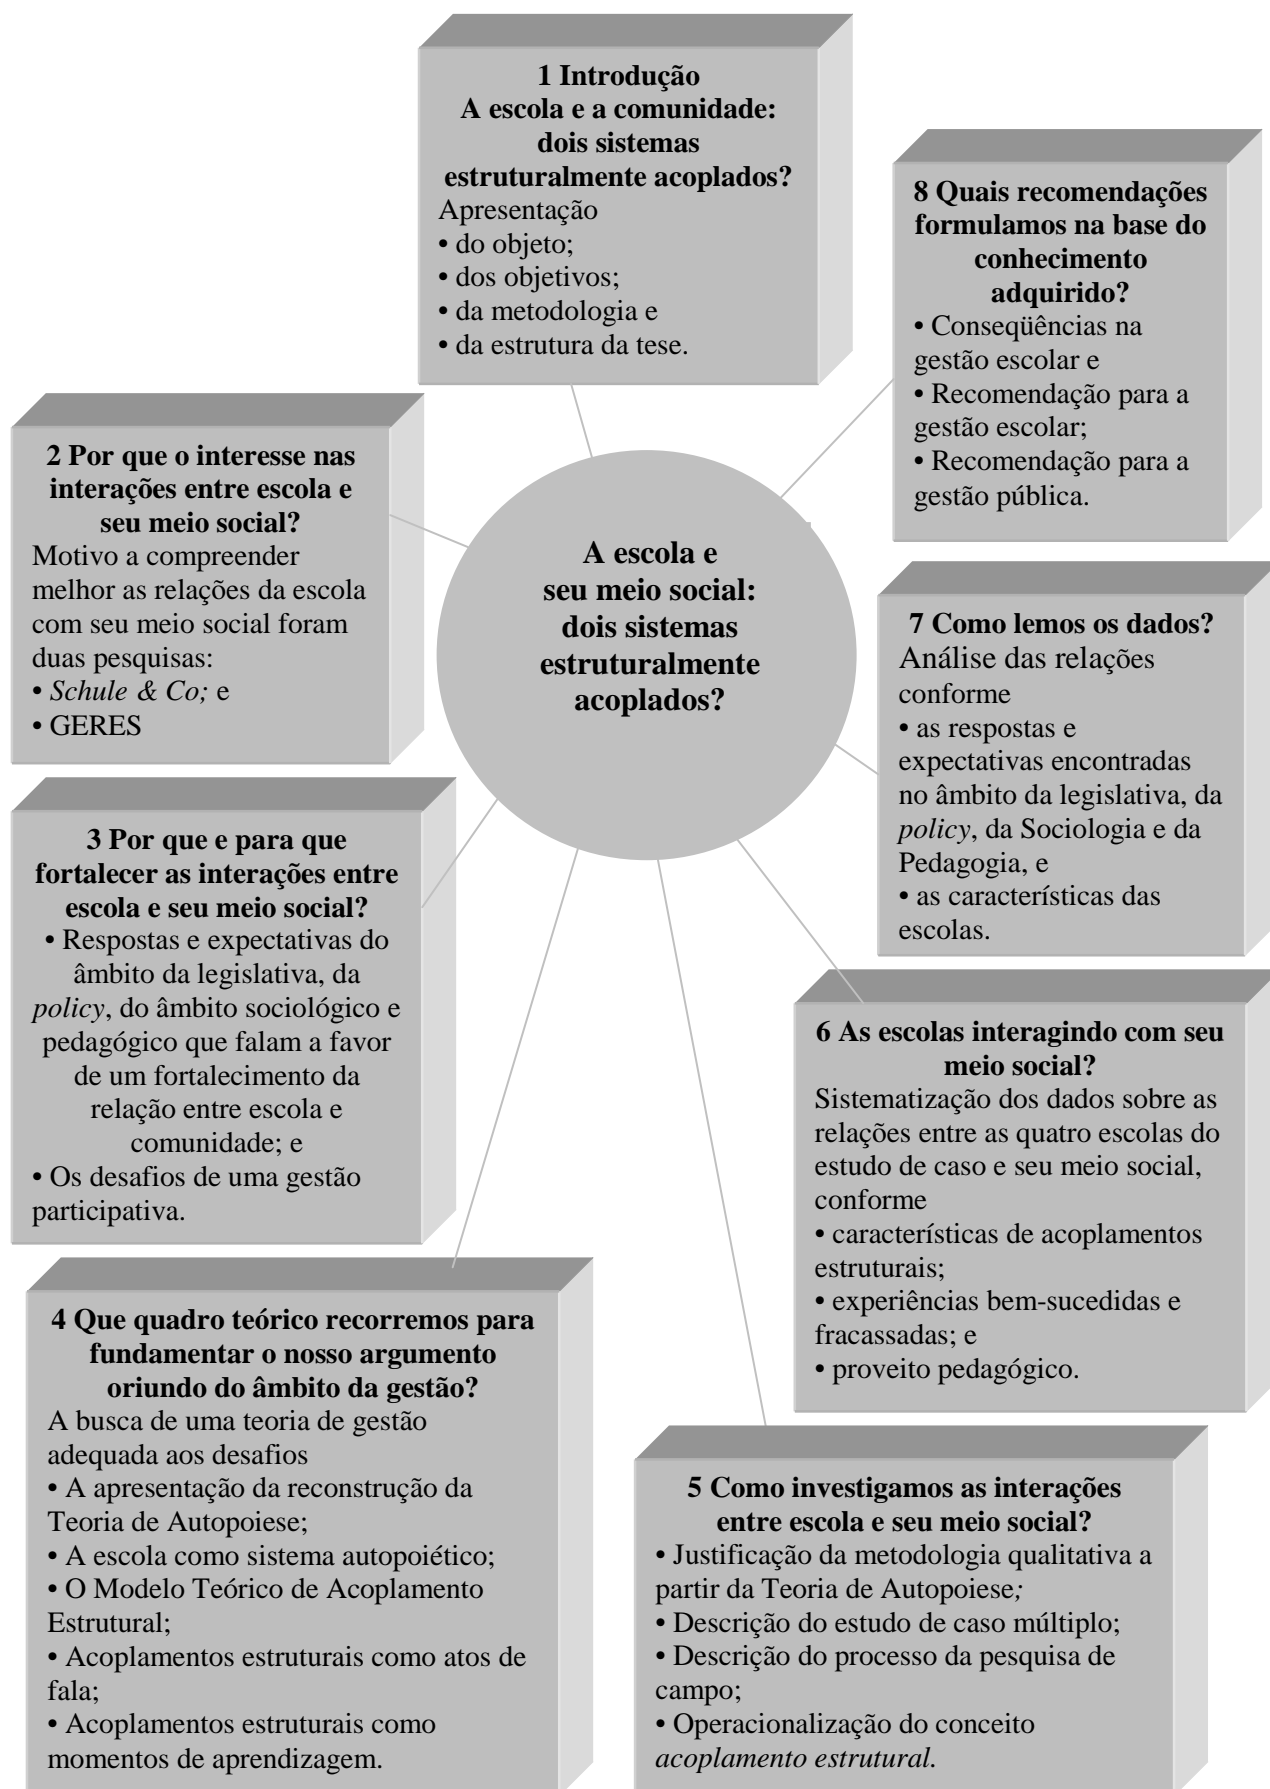 1 Introdução
A escola e a comunidade:
dois sistemas
estruturalmente acoplados?
Apresentação
• do objeto;
• dos objetivos;
• da metodologia e
• da estrutura da tese.
2 Por que o interesse nas
interações entre escola e
seu meio social?
Motivo a compreender
melhor as relações da escola
com seu meio social foram
duas pesquisas:
• Schule & Co; e
• GERES
3 Por que e para que
fortalecer as interações entre
escola e seu meio social?
• Respostas e expectativas do
âmbito da legislativa, da
policy, do âmbito sociológico e
pedagógico que falam a favor
de um fortalecimento da
relação entre escola e
comunidade; e
• Os desafios de uma gestão
participativa.
4 Que quadro teórico recorremos para
fundamentar o nosso argumento
oriundo do âmbito da gestão?
A busca de uma teoria de gestão
adequada aos desafios
• A apresentação da reconstrução da
Teoria de Autopoiese;
• A escola como sistema autopoiético;
• O Modelo Teórico de Acoplamento
Estrutural;
• Acoplamentos estruturais como atos de
fala;
• Acoplamentos estruturais como
momentos de aprendizagem.
A escola e
seu meio social:
dois sistemas
estruturalmente
acoplados?
5 Como investigamos as interações
entre escola e seu meio social?
• Justificação da metodologia qualitativa a
partir da Teoria de Autopoiese;
• Descrição do estudo de caso múltiplo;
• Descrição do processo da pesquisa de
campo;
• Operacionalização do conceito
acoplamento estrutural.
6 As escolas interagindo com seu
meio social?
Sistematização dos dados sobre as
relações entre as quatro escolas do
estudo de caso e seu meio social,
conforme
• características de acoplamentos
estruturais;
• experiências bem-sucedidas e
fracassadas; e
• proveito pedagógico.
7 Como lemos os dados?
Análise das relações
conforme
• as respostas e
expectativas encontradas
no âmbito da legislativa, da
policy, da Sociologia e da
Pedagogia, e
• as características das
escolas.
8 Quais recomendações
formulamos na base do
conhecimento
adquirido?
• Conseqüências na
gestão escolar e
• Recomendação para a
gestão escolar;
• Recomendação para a
gestão pública.